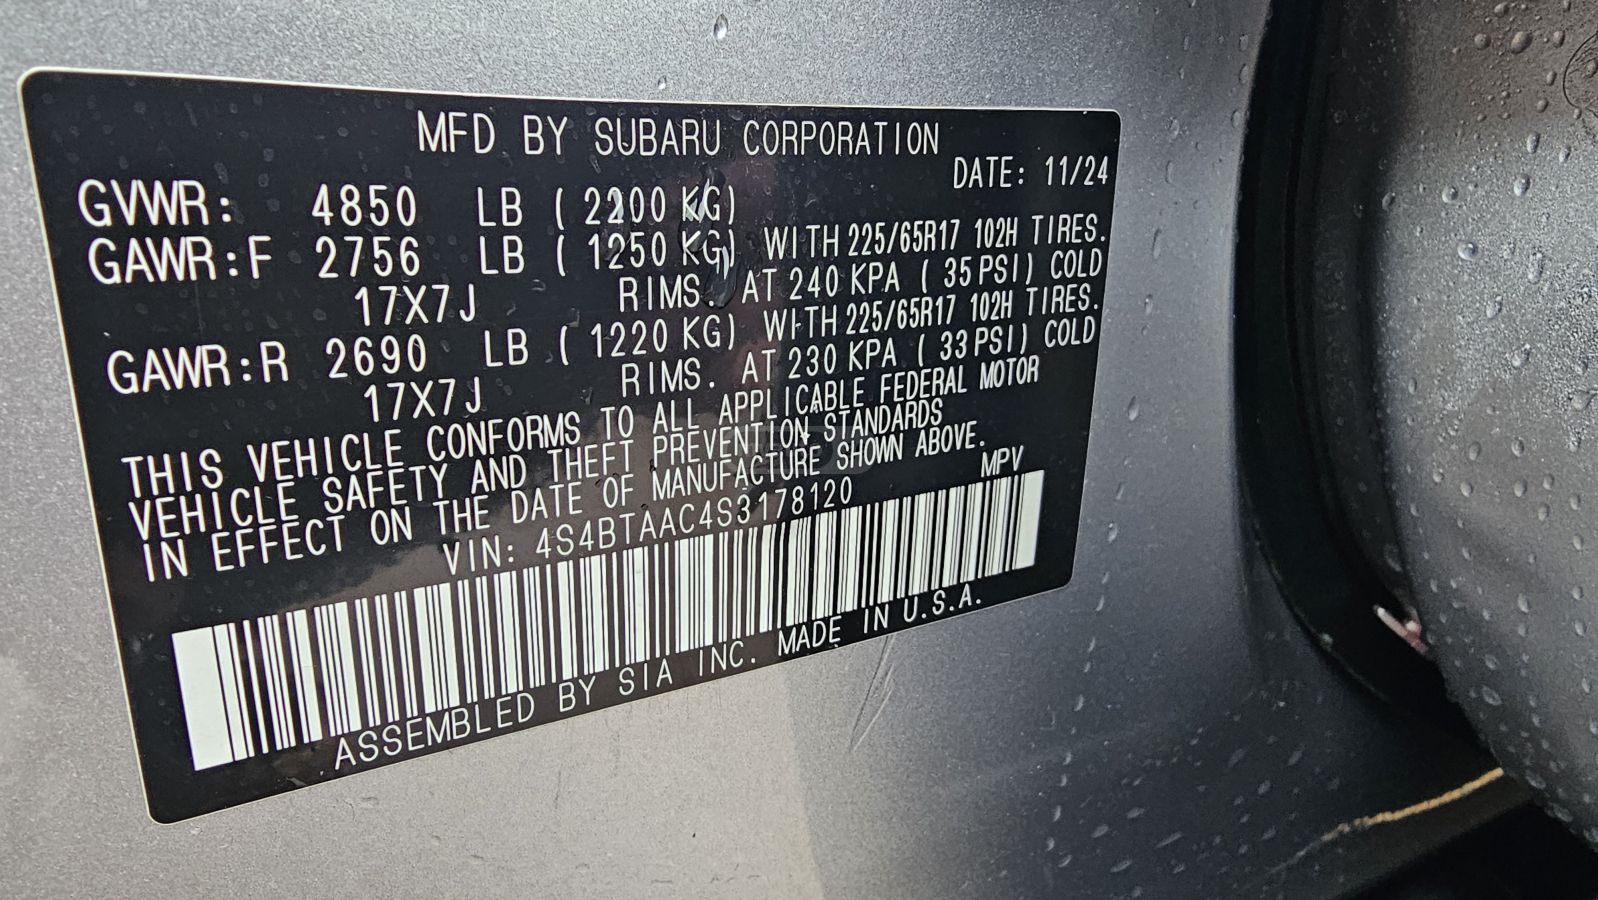 MFD BY SUBARU CORPORATION
DATE: 11/24
GVWR: 4850 LB ( 2200 KG)
GAWR:F 2756 LB ( 1250 KG) WITH 225/65R17 102H TIRES.
17X7J RIMS. AT 240 KPA ( 35 PSI) COLD
GAWR:R 2690 LB ( 1220 KG) WITH 225/65R17 102H TIRES.
17X7J RIMS. AT 230 KPA ( 33 PSI) COLD
THIS VEHICLE CONFORMS TO ALL APPLICABLE FEDERAL MOTOR
VEHICLE SAFETY AND THEFT PREVENTION STANDARDS
IN EFFECT ON THE DATE OF MANUFACTURE SHOWN ABOVE.
VIN: 4S4BTAAC4S3178120 MPV
ASSEMBLED BY SIA INC. MADE IN U.S.A.